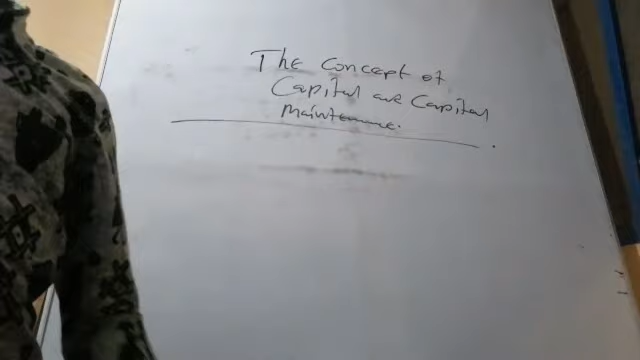 The Concept of
Capital and Capital
Maintenance.